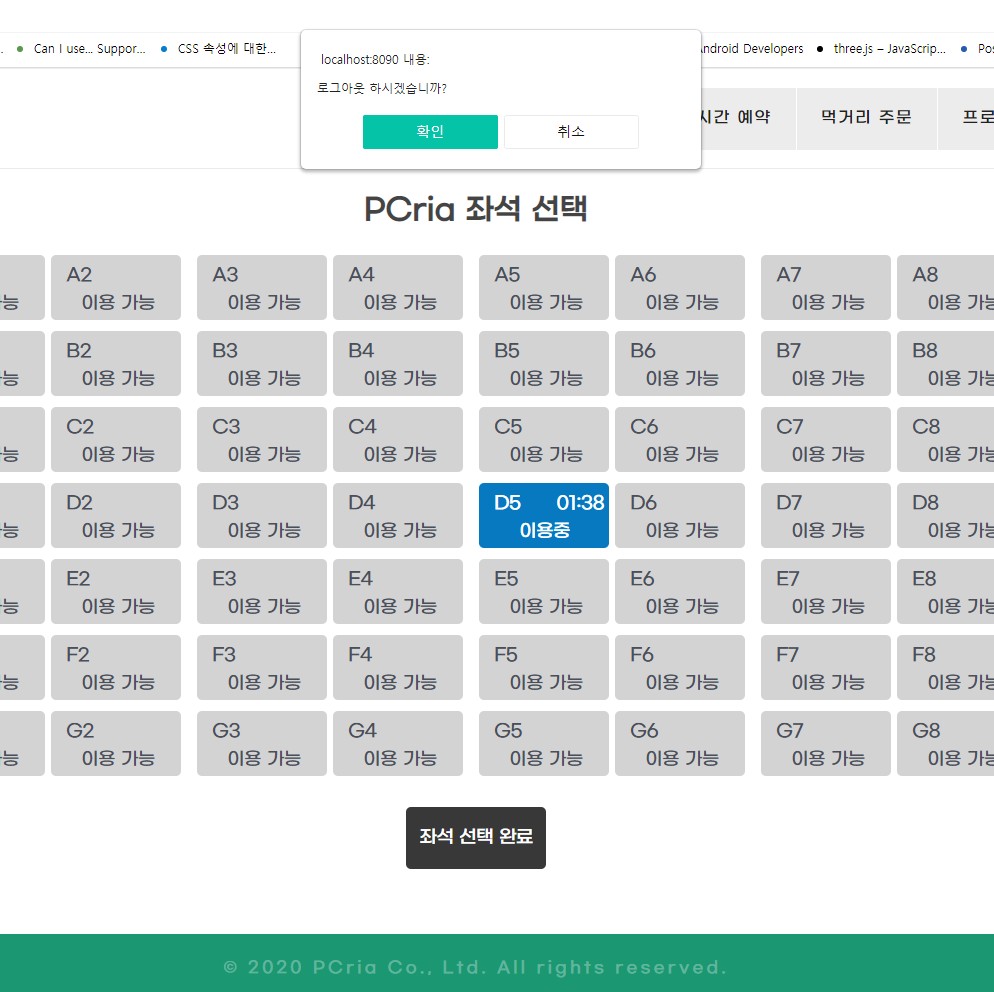 Can I use... Suppor...
CSS 속성에 대한...
Android Developers
three.js – JavaScrip...
Pos
localhost:8090 내용:
로그아웃 하시겠습니까?
확인
취소
시간 예약
먹거리 주문
프로
PCria 좌석 선택
능
A2
이용 가능
A3
이용 가능
A4
이용 가능
A5
이용 가능
A6
이용 가능
A7
이용 가능
A8
이용 가능
능
B2
이용 가능
B3
이용 가능
B4
이용 가능
B5
이용 가능
B6
이용 가능
B7
이용 가능
B8
이용 가능
능
C2
이용 가능
C3
이용 가능
C4
이용 가능
C5
이용 가능
C6
이용 가능
C7
이용 가능
C8
이용 가능
능
D2
이용 가능
D3
이용 가능
D4
이용 가능
D5 01:38
이용중
D6
이용 가능
D7
이용 가능
D8
이용 가능
능
E2
이용 가능
E3
이용 가능
E4
이용 가능
E5
이용 가능
E6
이용 가능
E7
이용 가능
E8
이용 가능
능
F2
이용 가능
F3
이용 가능
F4
이용 가능
F5
이용 가능
F6
이용 가능
F7
이용 가능
F8
이용 가능
능
G2
이용 가능
G3
이용 가능
G4
이용 가능
G5
이용 가능
G6
이용 가능
G7
이용 가능
G8
이용 가능
좌석 선택 완료
© 2020 PCria Co., Ltd. All rights reserved.